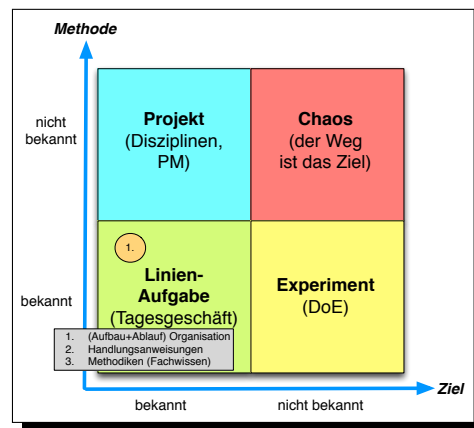 Methode
nicht
bekannt
Projekt
(Disziplinen,
PM)
Chaos
(der Weg
ist das Ziel)
1.
bekannt
Linien-
Aufgabe
(Tagesgeschäft)
Experiment
(DoE)
1. (Aufbau+Ablauf) Organisation
2. Handlungsanweisungen
3. Methodiken (Fachwissen)
Ziel
bekannt
nicht bekannt